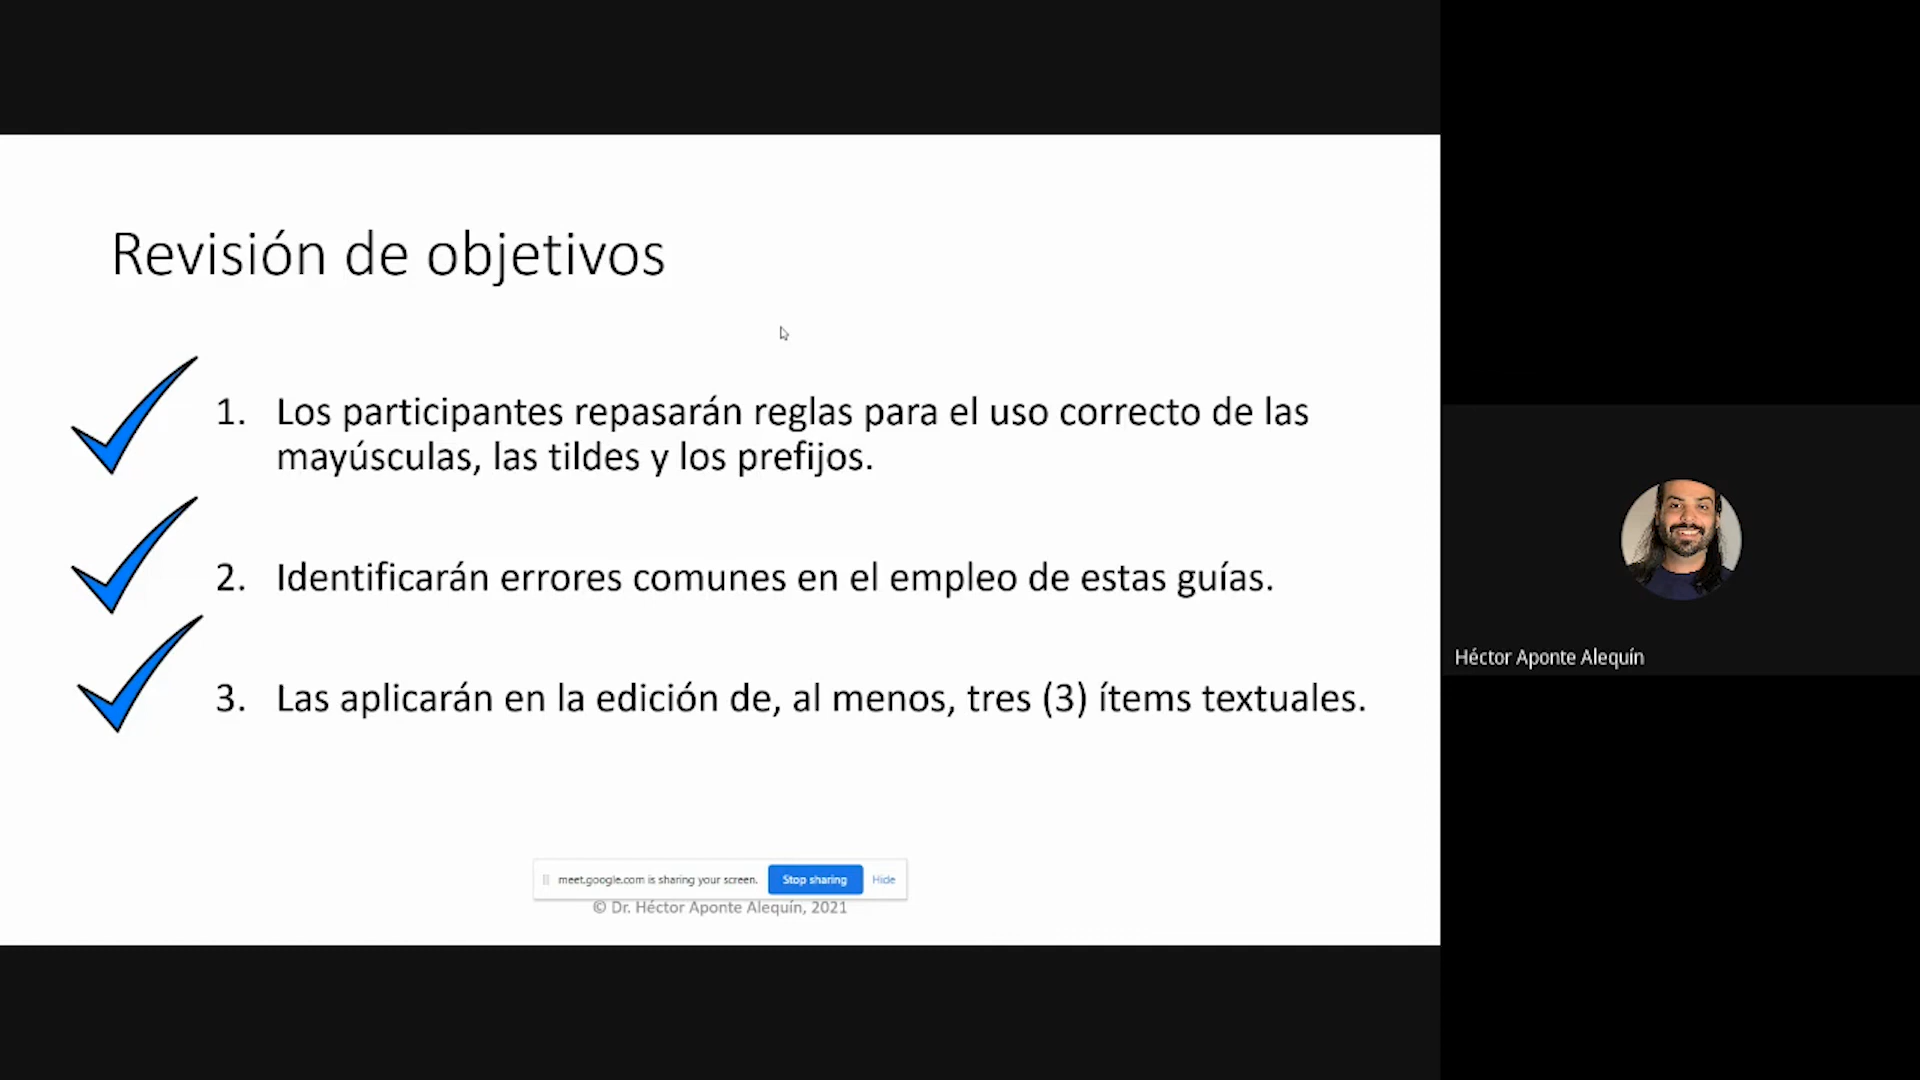 Revisión de objetivos
1. Los participantes repasarán reglas para el uso correcto de las
mayúsculas, las tildes y los prefijos.
2. Identificarán errores comunes en el empleo de estas guías.
3. Las aplicarán en la edición de, al menos, tres (3) ítems textuales.
meet.google.com is sharing your screen. Stop sharing Hide
© Dr. Héctor Aponte Alequín, 2021
Héctor Aponte Alequín